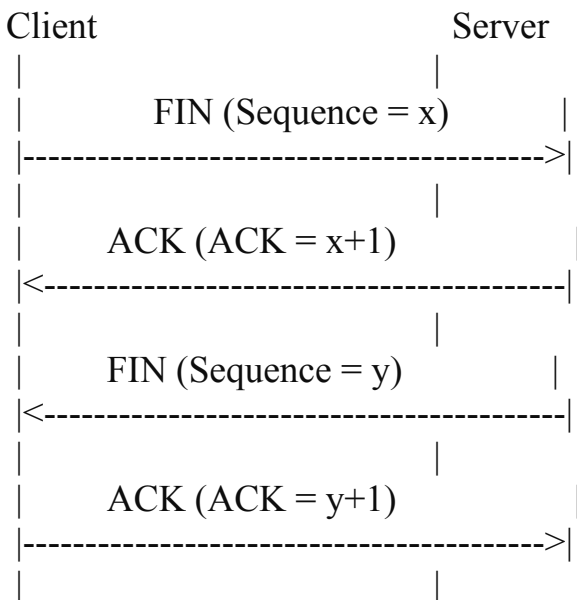 Client Server
| |
| FIN (Sequence = x) |
|------------------------------------------>|
| |
| ACK (ACK = x+1) |
|<------------------------------------------|
| |
| FIN (Sequence = y) |
|<------------------------------------------|
| |
| ACK (ACK = y+1) |
|------------------------------------------>|
| |